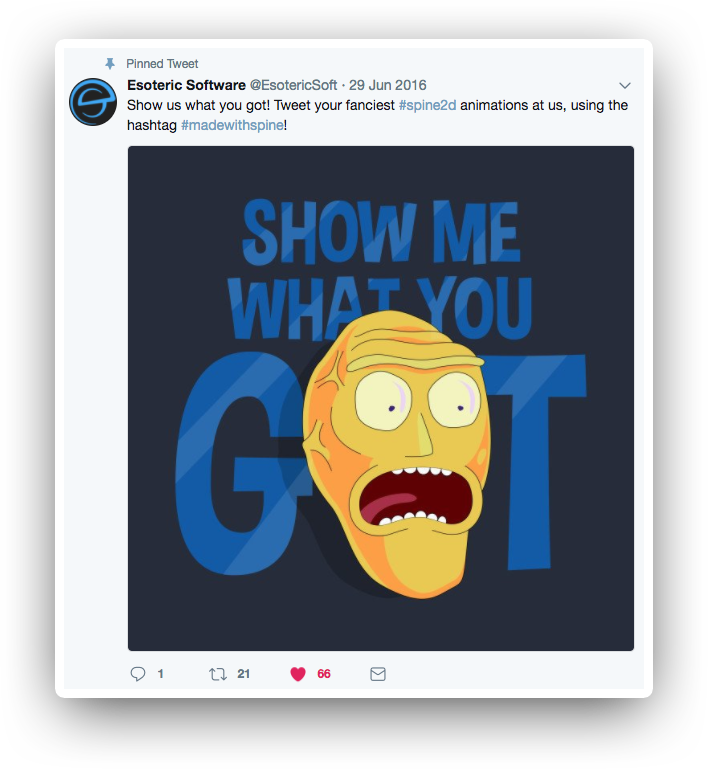 Pinned Tweet
Esoteric Software @EsotericSoft · 29 Jun 2016
Show us what you got! Tweet your fanciest #spine2d animations at us, using the
hashtag #madewithspine!
SHOW ME
WHAT YOU
GOT
1 21 66